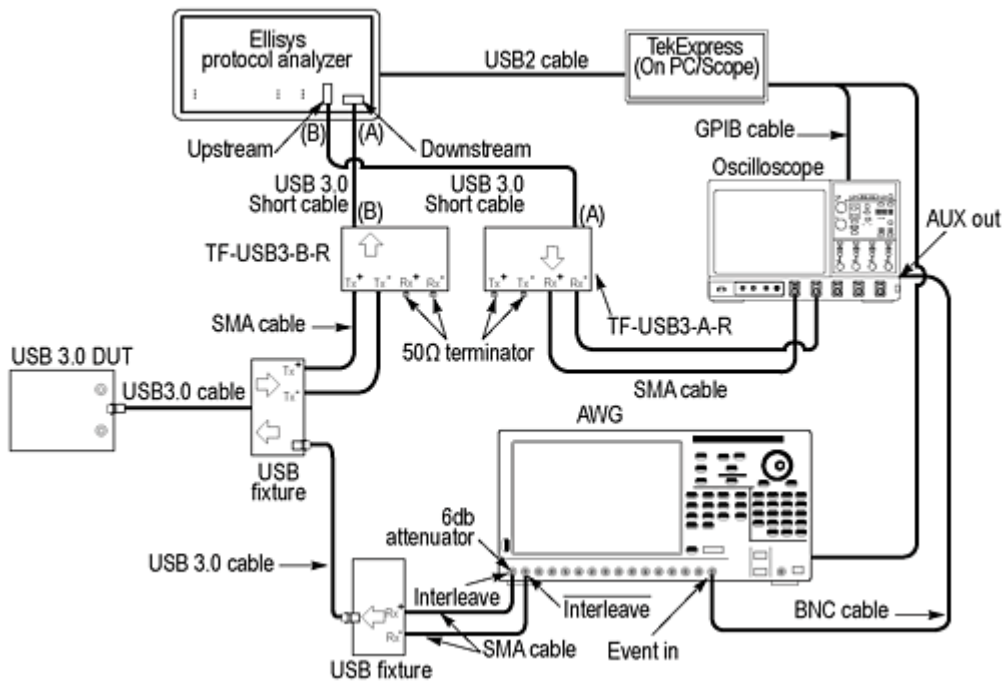 Ellisys
protocol analyzer
USB2 cable
TekExpress
(On PC/Scope)
GPIB cable
(B)
(A)
Upstream
Downstream
Oscilloscope
USB 3.0
Short cable
(B)
USB 3.0
Short cable
(A)
AUX out
TF-USB3-B-R
Tx+
Tx-
Rx+
Rx-
Tx+
Tx-
Rx+
Rx-
TF-USB3-A-R
SMA cable
50Ω terminator
USB 3.0 DUT
USB3.0 cable
Tx+
Tx-
SMA cable
AWG
USB
fixture
6db
attenuator
USB 3.0 cable
Interleave
Interleave
BNC cable
Rx+
Rx-
SMA cable
Event in
USB fixture